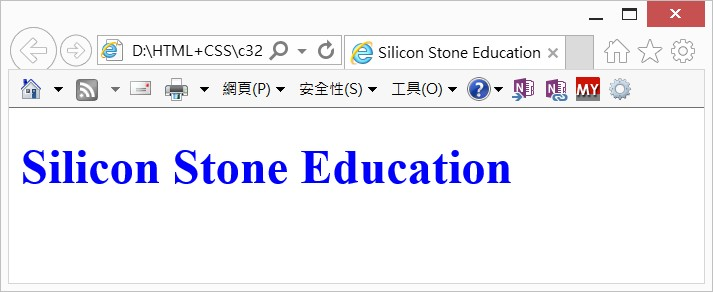 D:\HTML+CSS\c32
Silicon Stone Education
網頁(P) 安全性(S) 工具(O) ? N N MY
Silicon Stone Education